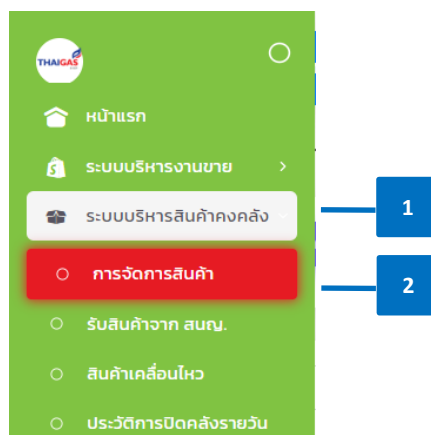 THAIGAS
หน้าแรก
ระบบบริหารงานขาย
ระบบบริหารสินค้าคงคลัง
1
การจัดการสินค้า
2
รับสินค้าจาก สนญ.
สินค้าเคลื่อนไหว
ประวัติการปิดคลังรายวัน